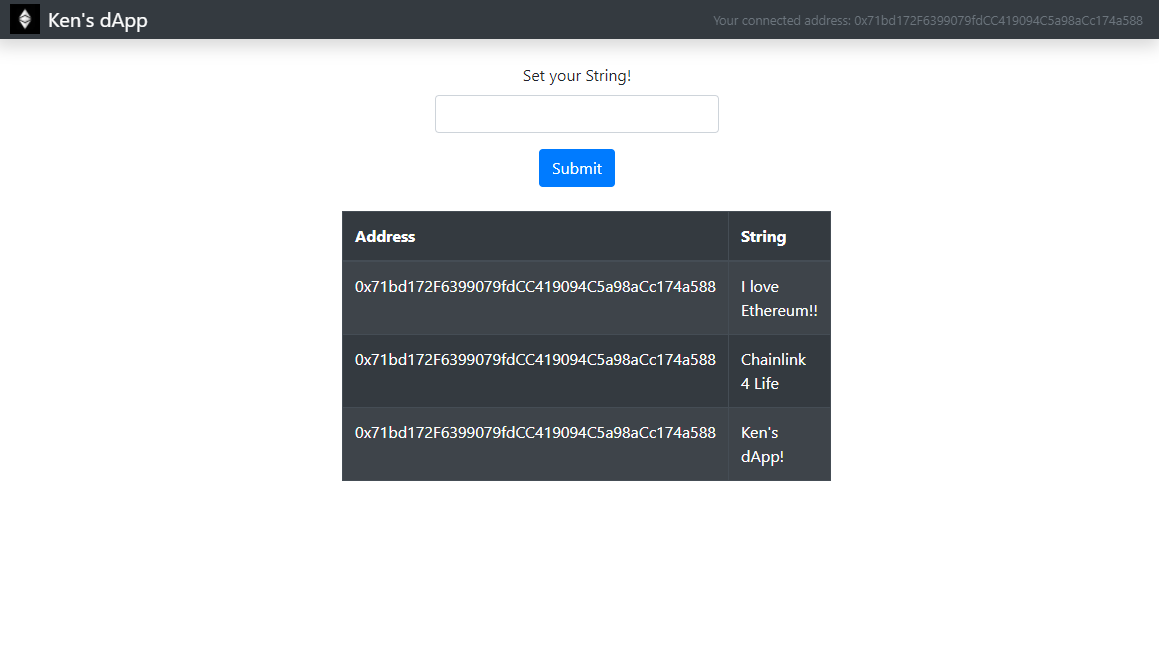 Ken's dApp
Your connected address: 0x71bd172F6399079fdCC419094C5a98aCc174a588
Set your String!
Submit
Address String
0x71bd172F6399079fdCC419094C5a98aCc174a588 I love
Ethereum!!
0x71bd172F6399079fdCC419094C5a98aCc174a588 Chainlink
4 Life
0x71bd172F6399079fdCC419094C5a98aCc174a588 Ken's
dApp!